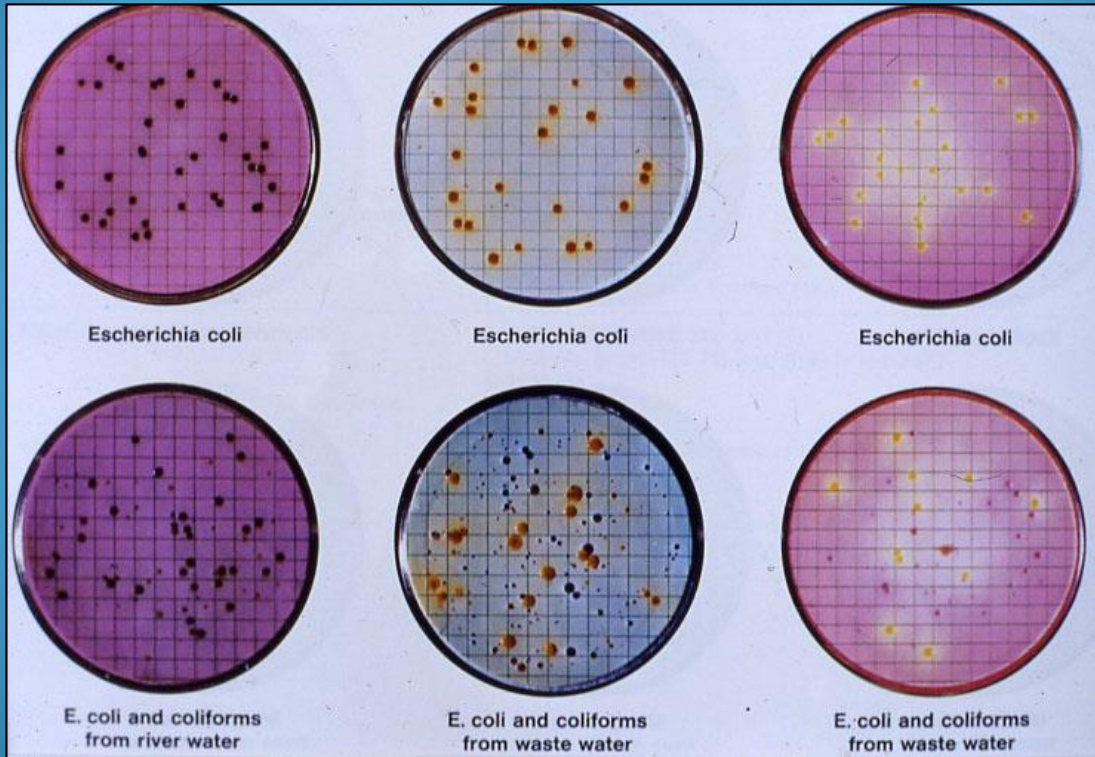 Escherichia coli
Escherichia coli
Escherichia coli
E. coli and coliforms
from river water
E. coli and coliforms
from waste water
E. coli and coliforms
from waste water